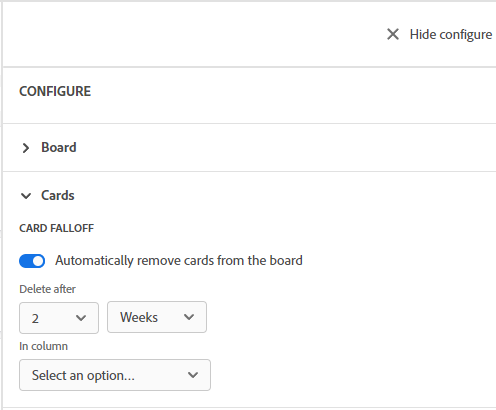 Hide configure
CONFIGURE
Board
Cards
CARD FALLOFF
Automatically remove cards from the board
Delete after
2 Weeks
In column
Select an option...